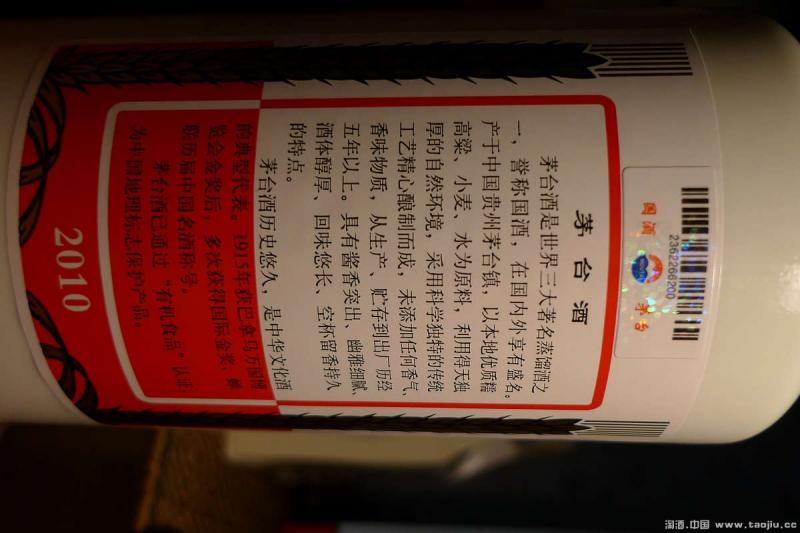 2362268200
国酒 茅台
茅台酒
茅台酒是世界三大著名蒸馏酒之
一，誉称国酒，在国内外享有盛名。
产于中国贵州茅台镇，以本地优质糯
高粱、小麦、水为原料，利用得天独
厚的自然环境，采用科学独特的传统
工艺精心酿制而成，未添加任何香气、
香味物质，从生产、贮存到出厂历经
五年以上。具有酱香突出、幽雅细腻、
酒体醇厚、回味悠长、空杯留香持久
的特点。
茅台酒历史悠久，是中华文化酒
的典型代表。1915年获巴拿马万国博
览会金奖后，多次获得国际金奖，蝉
联历届中国名酒称号。
茅台酒已通过“有机食品”认证，
为中国地理标志保护产品。
2010
淘酒.中国 www.taojiu.cc